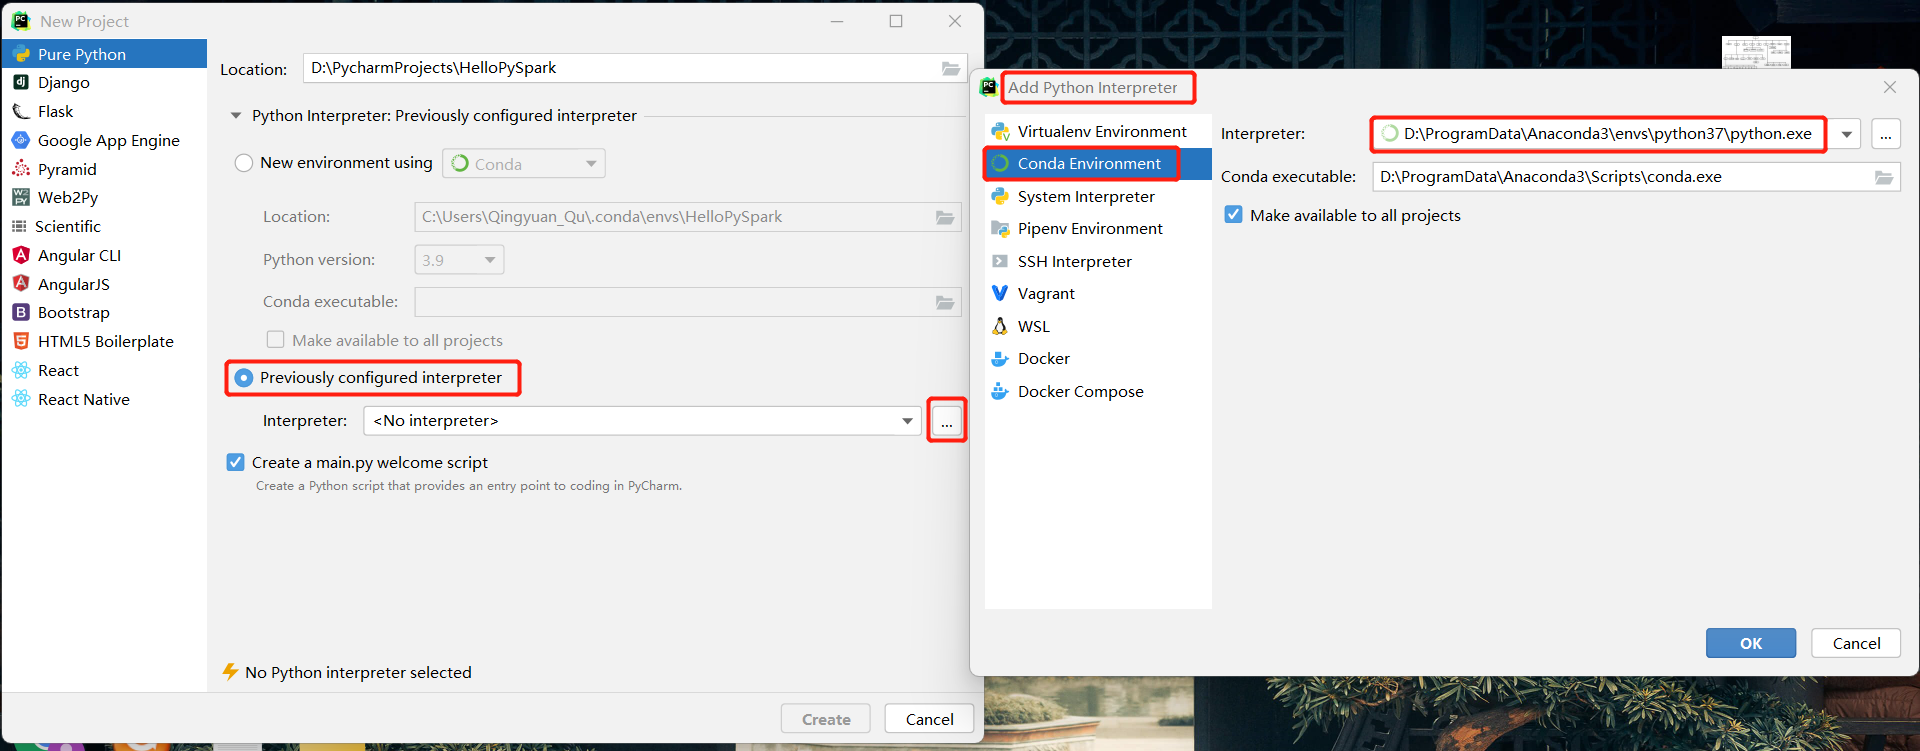 New Project
Pure Python
Django
Flask
Google App Engine
Pyramid
Web2Py
Scientific
Angular CLI
AngularJS
Bootstrap
HTML5 Boilerplate
React
React Native
Location: D:\PycharmProjects\HelloPySpark
Python Interpreter: Previously configured interpreter
New environment using Conda
Location: C:\Users\Qingyuan_Qu\.conda\envs\HelloPySpark
Python version: 3.9
Conda executable:
Make available to all projects
Previously configured interpreter
Interpreter: <No interpreter> ...
Create a main.py welcome script
Create a Python script that provides an entry point to coding in PyCharm.
No Python interpreter selected
Create Cancel
Add Python Interpreter
Virtualenv Environment
Conda Environment
System Interpreter
Pipenv Environment
SSH Interpreter
Vagrant
WSL
Docker
Docker Compose
Interpreter: D:\ProgramData\Anaconda3\envs\python37\python.exe ...
Conda executable: D:\ProgramData\Anaconda3\Scripts\conda.exe
Make available to all projects
OK Cancel